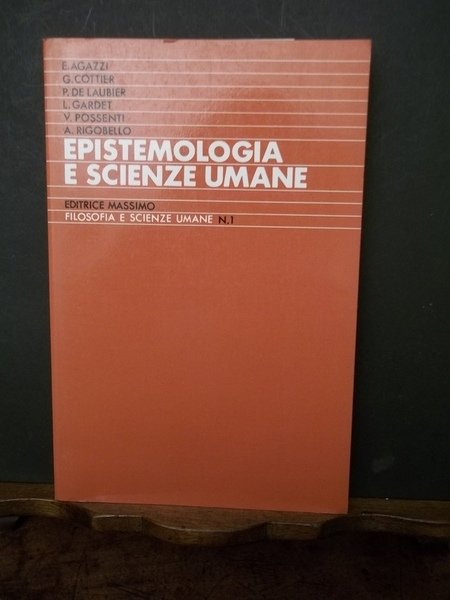 E. AGAZZI
G. COTTIER
P. DE LAUBIER
L. GARDET
V. POSSENTI
A. RIGOBELLO
EPISTEMOLOGIA
E SCIENZE UMANE
EDITRICE MASSIMO
FILOSOFIA E SCIENZE UMANE N.1